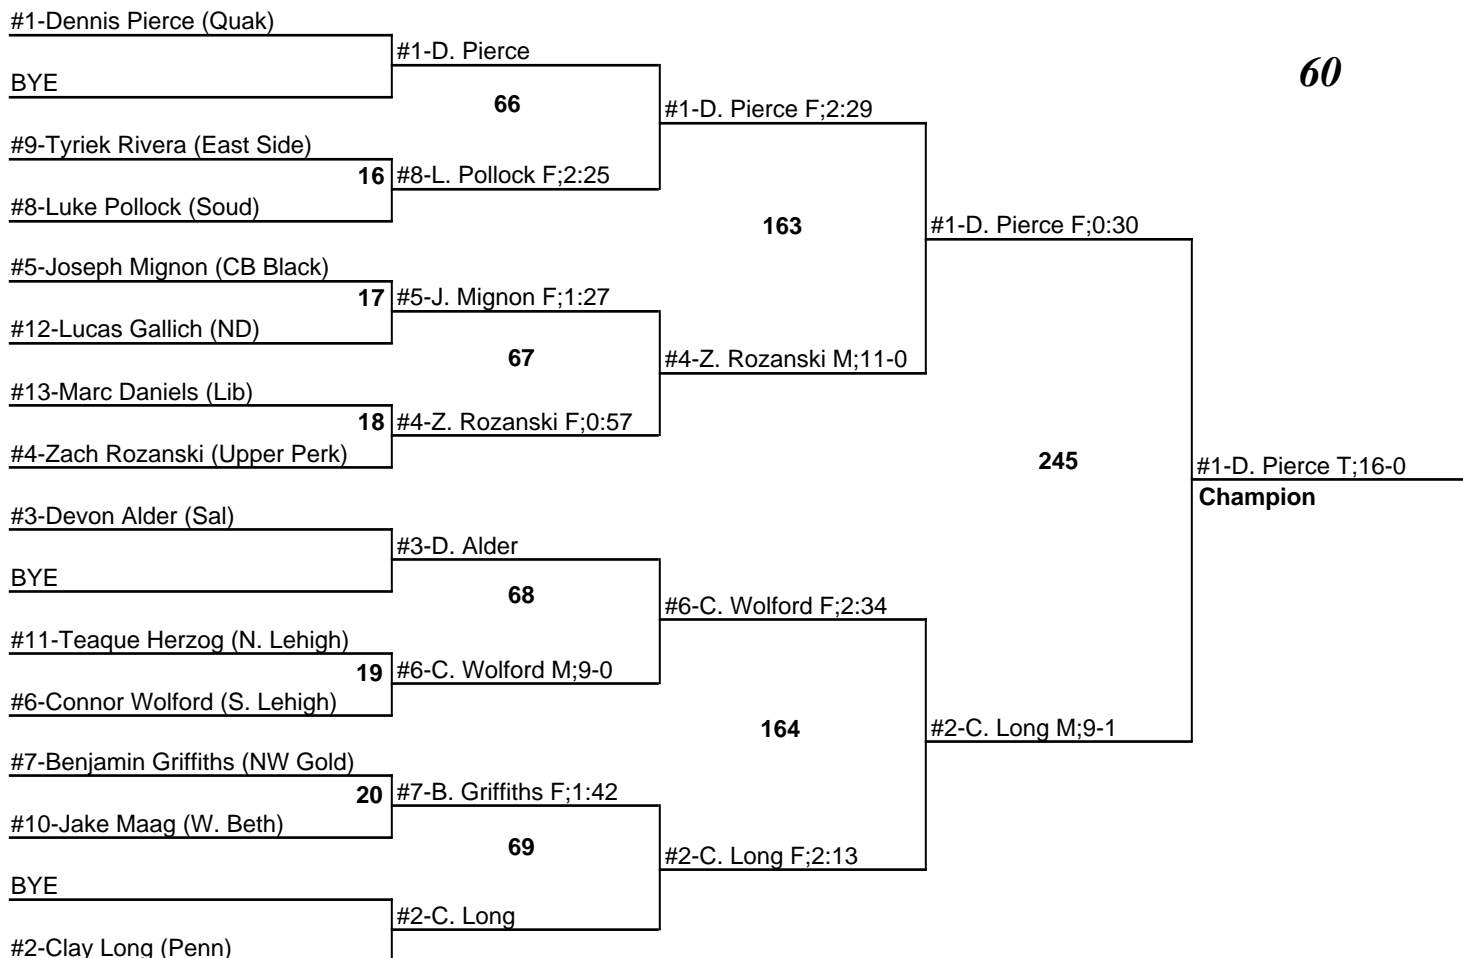 #1-Dennis Pierce (Quak)
#1-D. Pierce
60
BYE
66
#1-D. Pierce F;2:29
#9-Tyriek Rivera (East Side)
16
#8-L. Pollock F;2:25
#8-Luke Pollock (Soud)
163
#1-D. Pierce F;0:30
#5-Joseph Mignon (CB Black)
17
#5-J. Mignon F;1:27
#12-Lucas Gallich (ND)
67
#4-Z. Rozanski M;11-0
#13-Marc Daniels (Lib)
18
#4-Z. Rozanski F;0:57
#4-Zach Rozanski (Upper Perk)
245
#1-D. Pierce T;16-0
Champion
#3-Devon Alder (Sal)
#3-D. Alder
BYE
68
#6-C. Wolford F;2:34
#11-Teaque Herzog (N. Lehigh)
19
#6-C. Wolford M;9-0
#6-Connor Wolford (S. Lehigh)
164
#2-C. Long M;9-1
#7-Benjamin Griffiths (NW Gold)
20
#7-B. Griffiths F;1:42
#10-Jake Maag (W. Beth)
69
#2-C. Long F;2:13
BYE
#2-C. Long
#2-Clay Long (Penn)